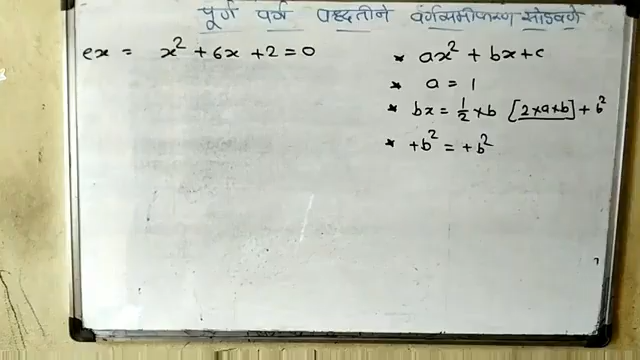 पूर्ण वर्ग पद्धतीने वर्गसमीकरण सोडवणे
ex = x² + 6x + 2 = 0
* ax² + bx + c
* a = 1
* bx = 1/2 × b [2×a×b] + b²
* +b² = +b²